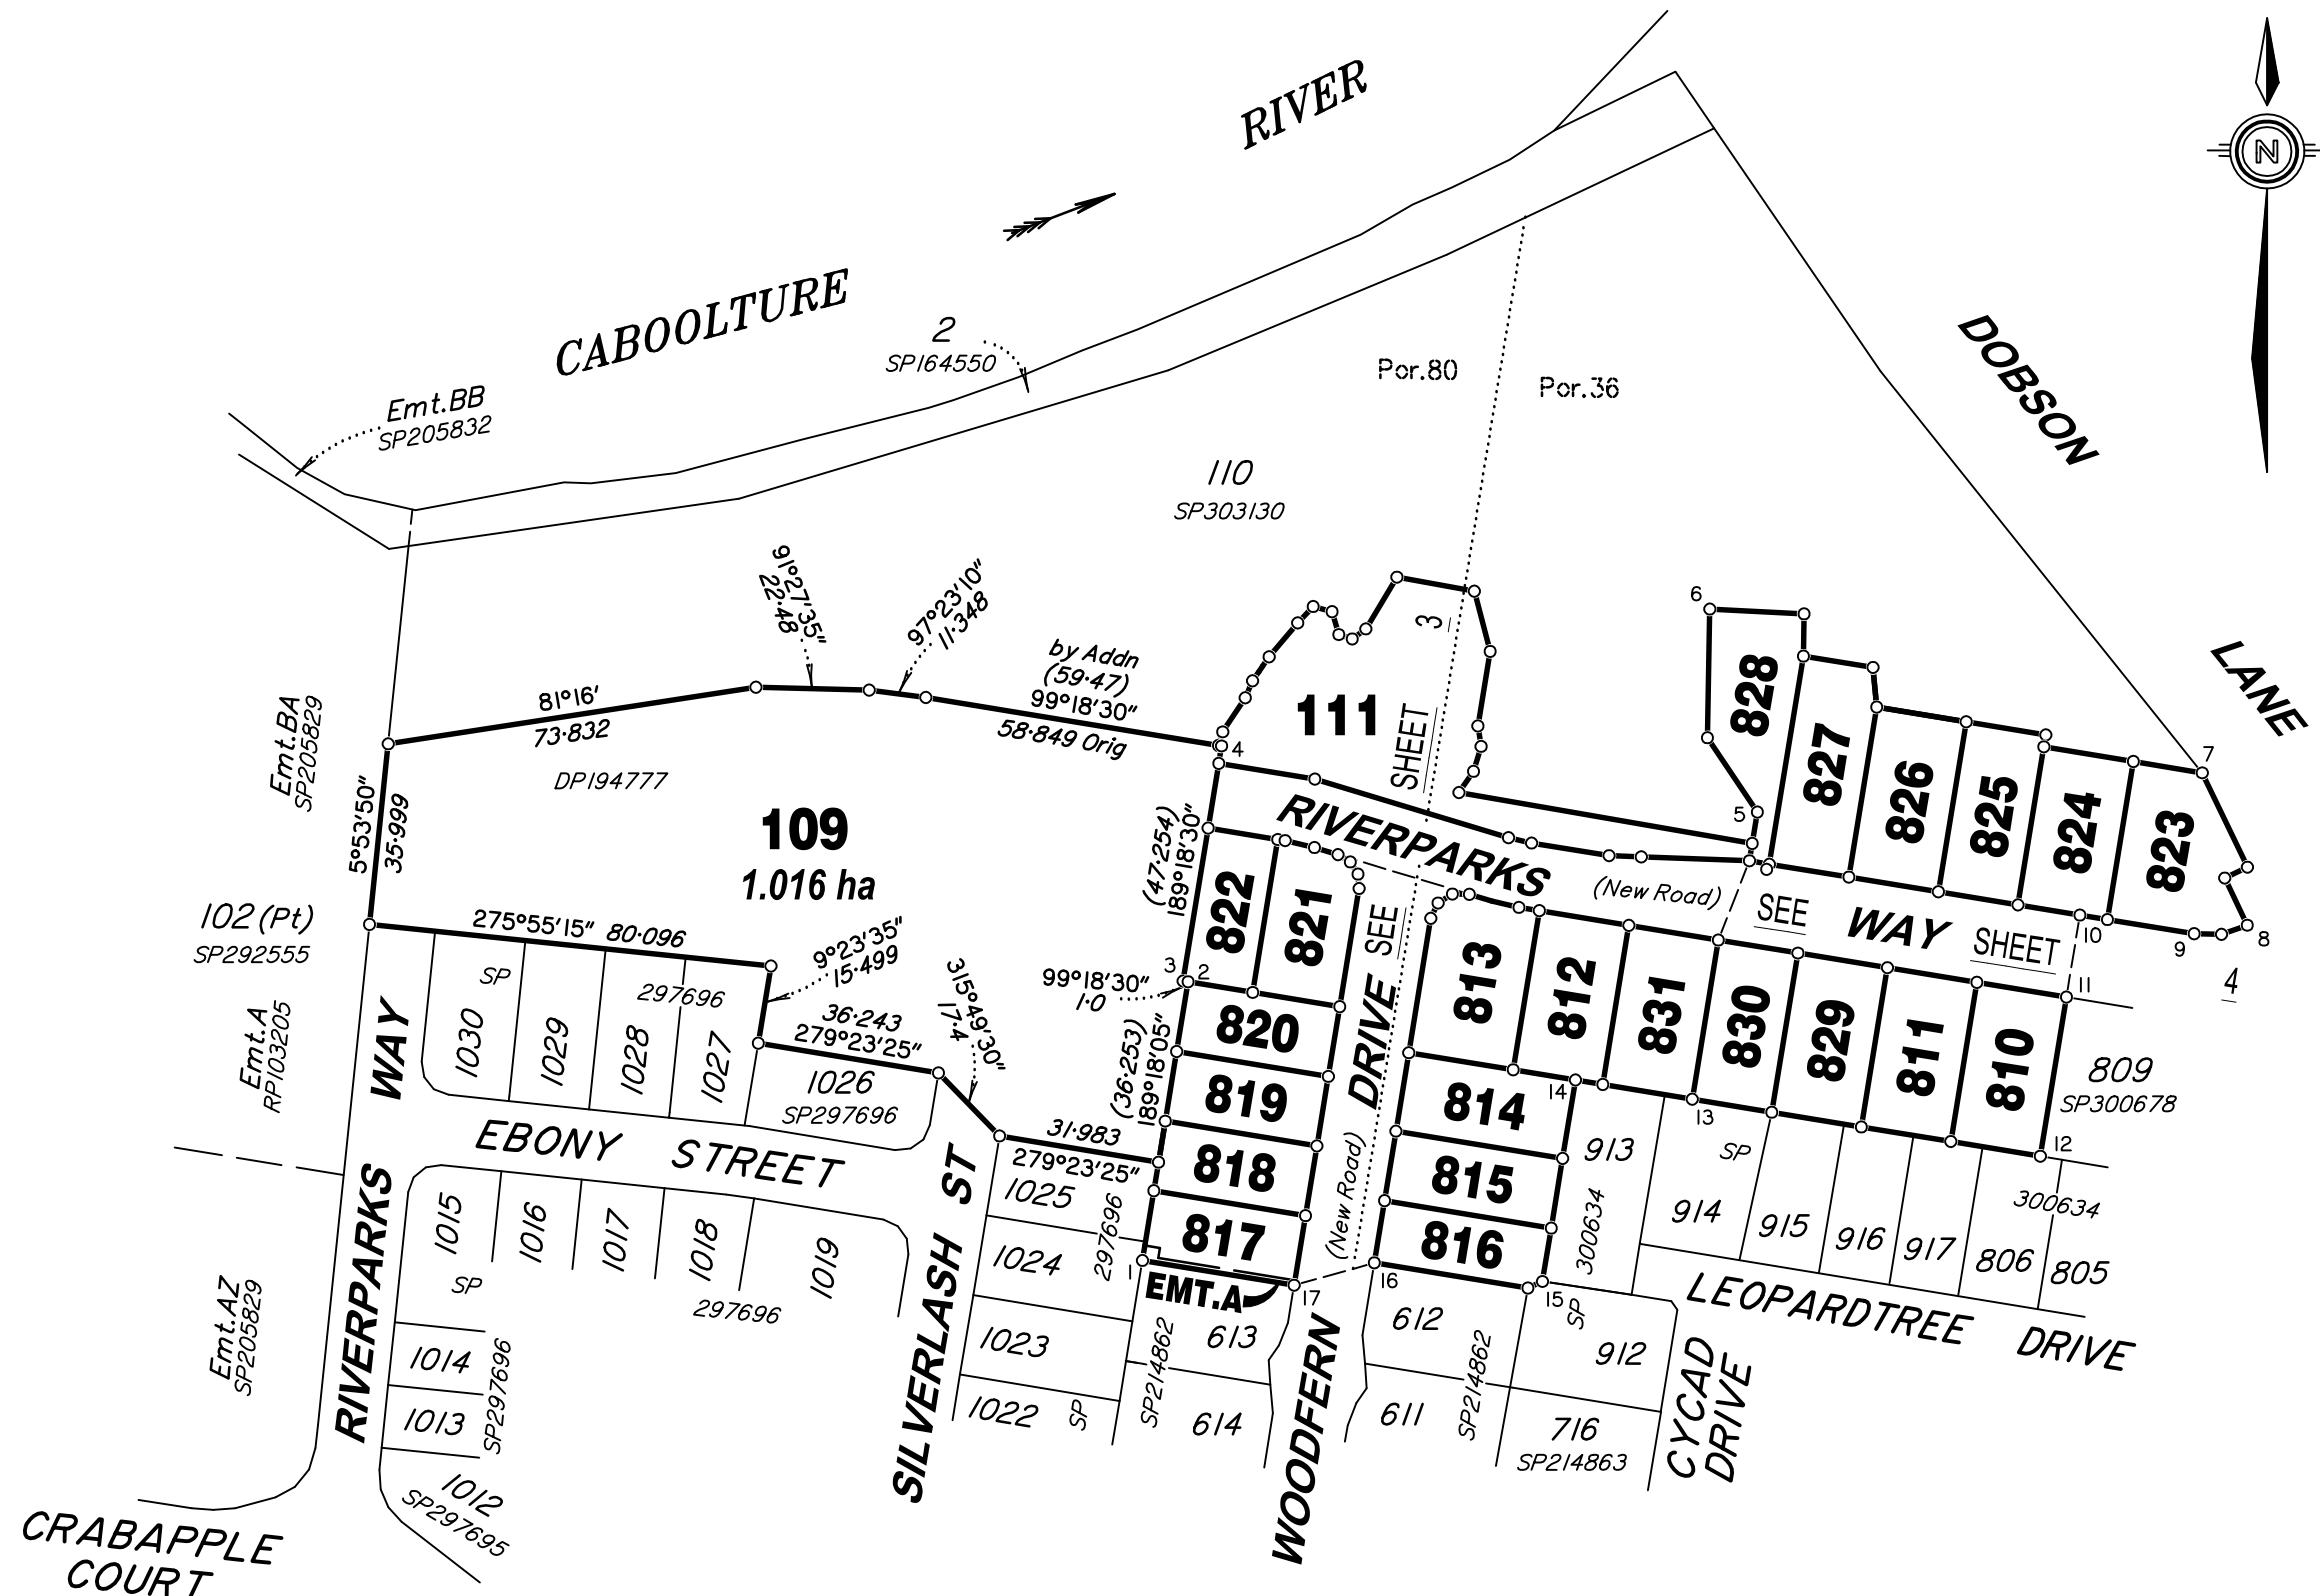 RIVER
N
CABOOLTURE
2
SP164550
DOBSON
LANE
Emt.BB
SP205832
Por.80
Por.36
110
SP303130
91°27'35"
22·48
97°23'10"
11·348
by Addn
(59·47)
99°18'30"
58·849 Orig
81°16'
73·832
DP194777
Emt.BA
SP205829
5°53'50"
35·999
109
1.016 ha
111
SHEET
3
4
6
828
827
826
825
824
823
7
5
8
9
10
11
4
RIVERPARKS
(New Road)
SEE
WAY
SHEET
(47·254)
189°18'30"
822
821
DRIVE
SEE
813
812
831
830
829
811
810
809
SP300678
12
102 (Pt)
SP292555
275°55'15"
80·096
9°23'35"
15·499
315°49'30"
17·4
99°18'30"
1·0
3
2
36·243
279°23'25"
(36·253)
189°18'05"
31·983
279°23'25"
820
819
818
817
814
815
816
14
13
913
SP
914
915
916
917
806
805
300634
300634
Emt.A
RP103205
WAY
SP
297696
1030
1029
1028
1027
1026
SP297696
EBONY STREET
1015
1016
1017
1018
1019
SP
297696
1025
297696
1024
1023
1022
SP
1
EMT.A
17
16
15
(New Road)
SP
LEOPARDTREE DRIVE
Emt.AZ
SP205829
RIVERPARKS
1014
1013
SP297696
1012
SP297695
SILVERLASH ST
613
614
SP214862
WOODFERN
612
611
SP214862
912
716
SP214863
CYCAD
DRIVE
CRABAPPLE
COURT